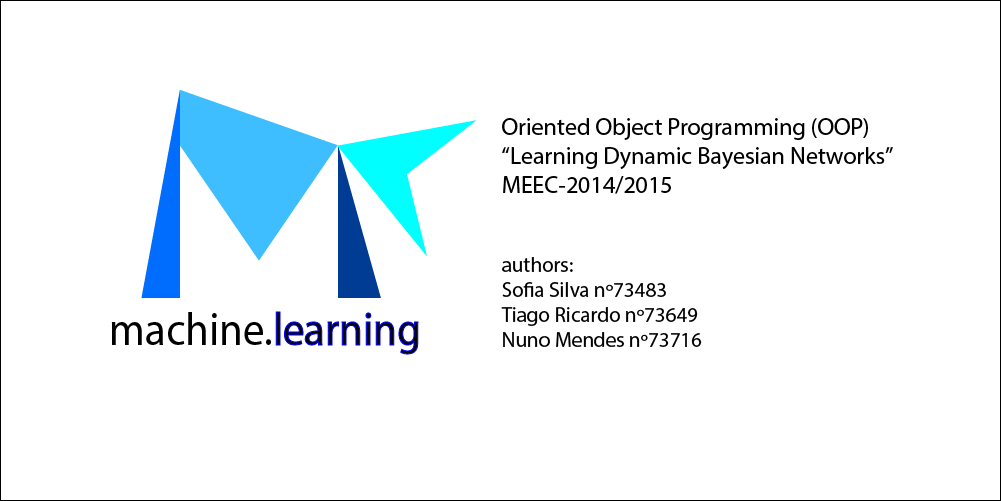 Oriented Object Programming (OOP)
“Learning Dynamic Bayesian Networks”
MEEC-2014/2015
authors:
Sofia Silva nº73483
Tiago Ricardo nº73649
Nuno Mendes nº73716
machine.learning